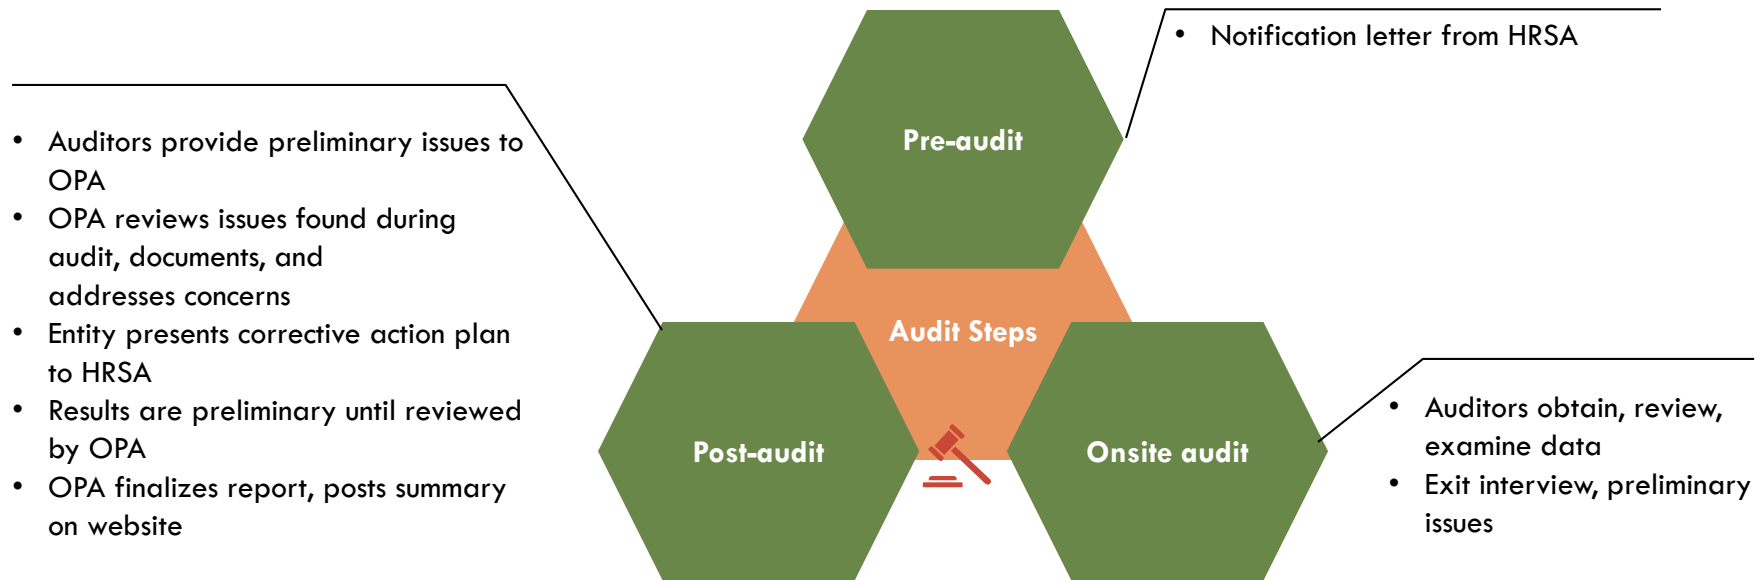 • Notification letter from HRSA
Pre-audit
• Auditors provide preliminary issues to
OPA
• OPA reviews issues found during
audit, documents, and
addresses concerns
• Entity presents corrective action plan
to HRSA
• Results are preliminary until reviewed
by OPA
• OPA finalizes report, posts summary
on website
Audit Steps
Post-audit
Onsite audit
• Auditors obtain, review,
examine data
• Exit interview, preliminary
issues